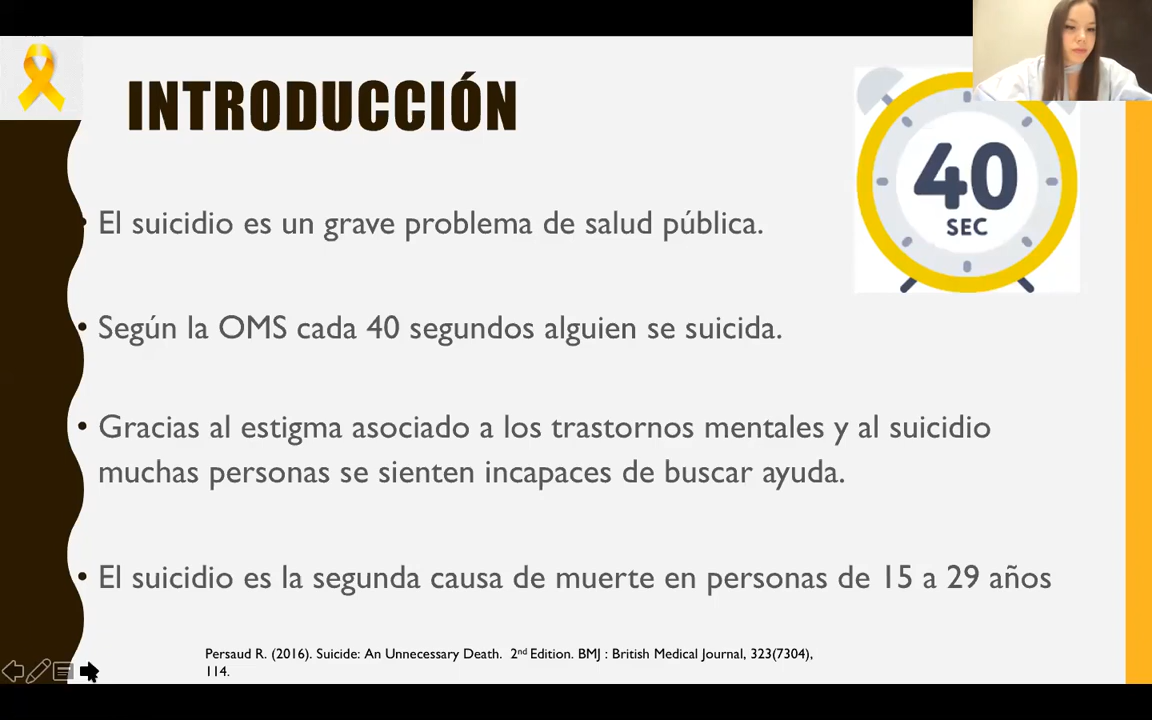 INTRODUCCIÓN
40
SEC
• El suicidio es un grave problema de salud pública.
• Según la OMS cada 40 segundos alguien se suicida.
• Gracias al estigma asociado a los trastornos mentales y al suicidio
muchas personas se sienten incapaces de buscar ayuda.
• El suicidio es la segunda causa de muerte en personas de 15 a 29 años
Persaud R. (2016). Suicide: An Unnecessary Death. 2nd Edition. BMJ : British Medical Journal, 323(7304),
114.